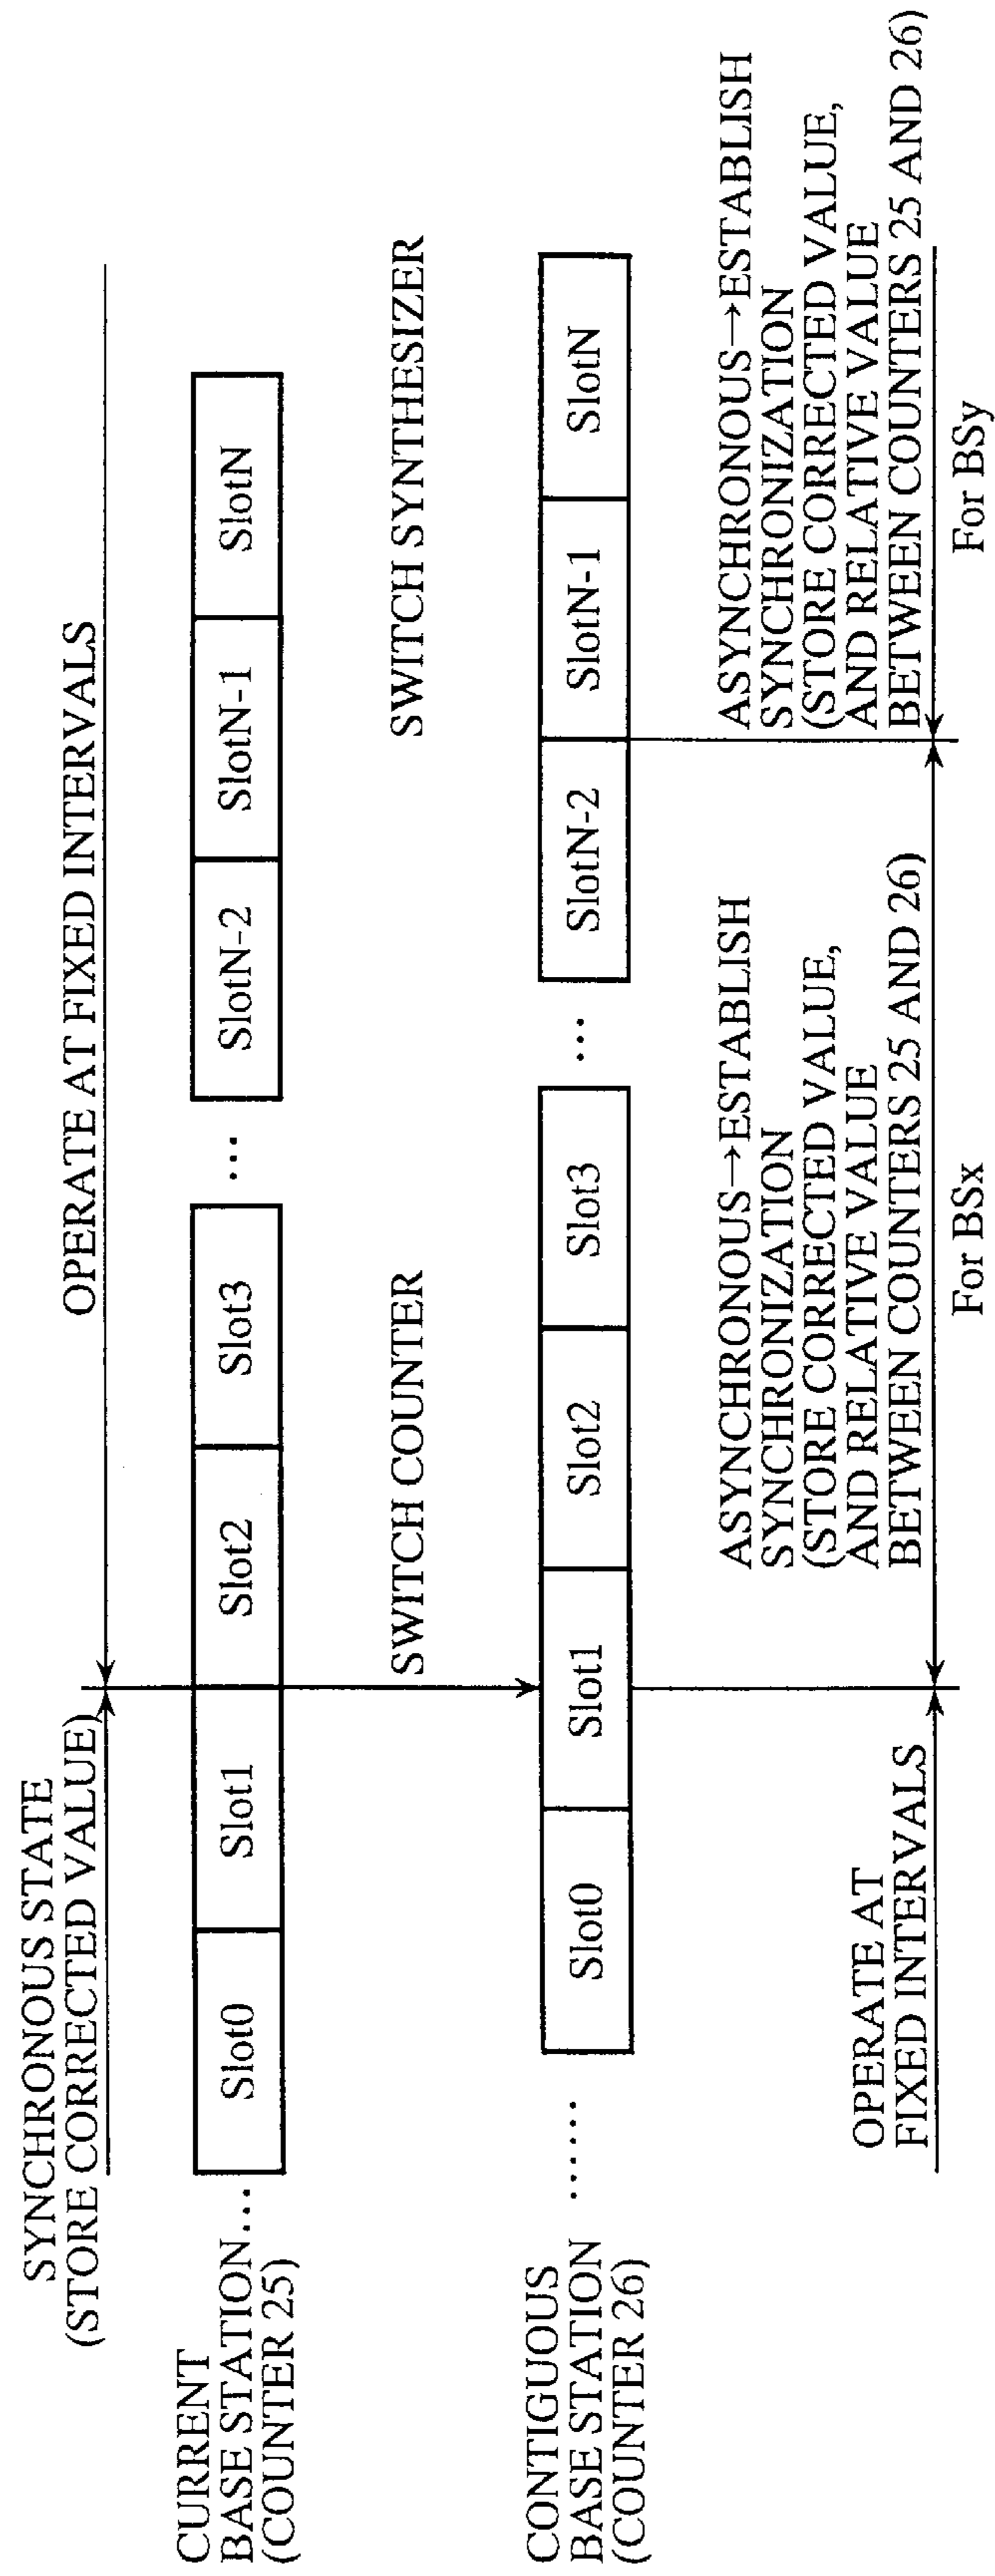 SYNCHRONOUS STATE
(STORE CORRECTED VALUE)
OPERATE AT FIXED INTERVALS
CURRENT
BASE STATION...
(COUNTER 25)
Slot0
Slot1
Slot2
Slot3
...
SlotN-2
SlotN-1
SlotN
SWITCH COUNTER
SWITCH SYNTHESIZER
CONTIGUOUS
BASE STATION ......
(COUNTER 26)
Slot0
Slot1
Slot2
Slot3
...
SlotN-2
SlotN-1
SlotN
OPERATE AT
FIXED INTERVALS
ASYNCHRONOUS→ESTABLISH
SYNCHRONIZATION
(STORE CORRECTED VALUE,
AND RELATIVE VALUE
BETWEEN COUNTERS 25 AND 26)
For BSx
ASYNCHRONOUS→ESTABLISH
SYNCHRONIZATION
(STORE CORRECTED VALUE,
AND RELATIVE VALUE
BETWEEN COUNTERS 25 AND 26)
For BSy